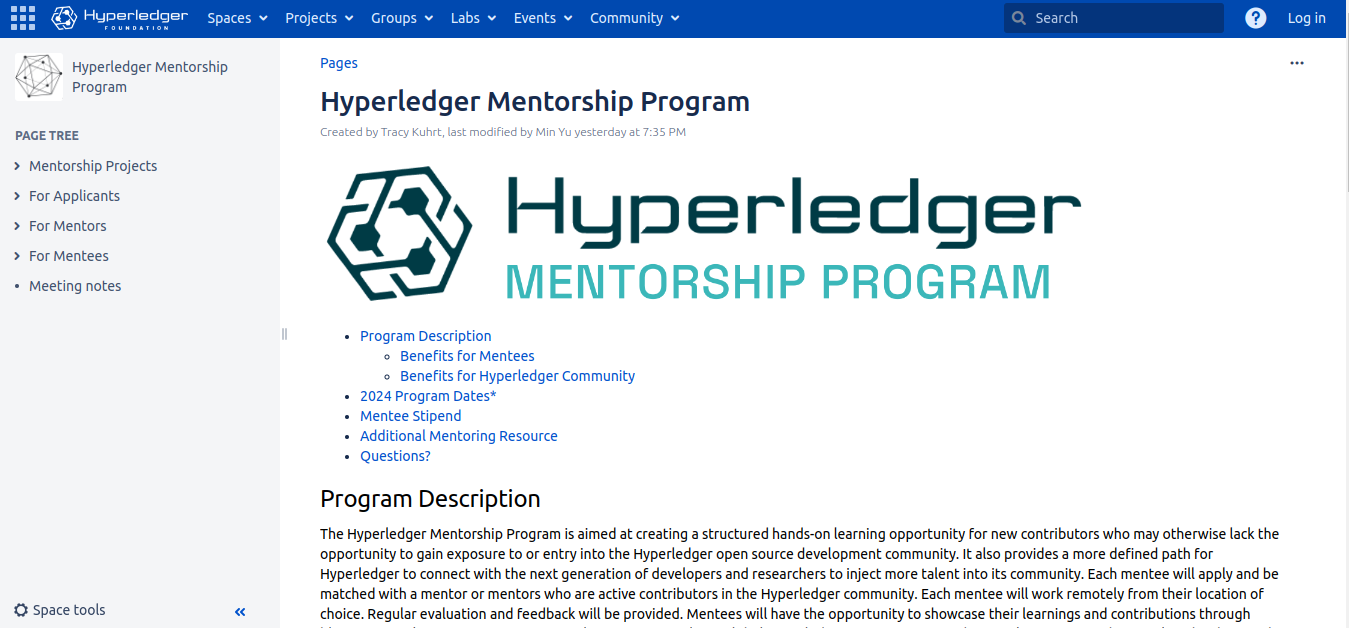 Hyperledger
FOUNDATION
Spaces
Projects
Groups
Labs
Events
Community
Search
?
Log in
Hyperledger Mentorship
Program
PAGE TREE
Mentorship Projects
For Applicants
For Mentors
For Mentees
Meeting notes
Space tools
Pages
Hyperledger Mentorship Program
Created by Tracy Kuhrt, last modified by Min Yu yesterday at 7:35 PM
Hyperledger
MENTORSHIP PROGRAM
Program Description
Benefits for Mentees
Benefits for Hyperledger Community
2024 Program Dates*
Mentee Stipend
Additional Mentoring Resource
Questions?
Program Description
The Hyperledger Mentorship Program is aimed at creating a structured hands-on learning opportunity for new contributors who may otherwise lack the
opportunity to gain exposure to or entry into the Hyperledger open source development community. It also provides a more defined path for
Hyperledger to connect with the next generation of developers and researchers to inject more talent into its community. Each mentee will apply and be
matched with a mentor or mentors who are active contributors in the Hyperledger community. Each mentee will work remotely from their location of
choice. Regular evaluation and feedback will be provided. Mentees will have the opportunity to showcase their learnings and contributions through